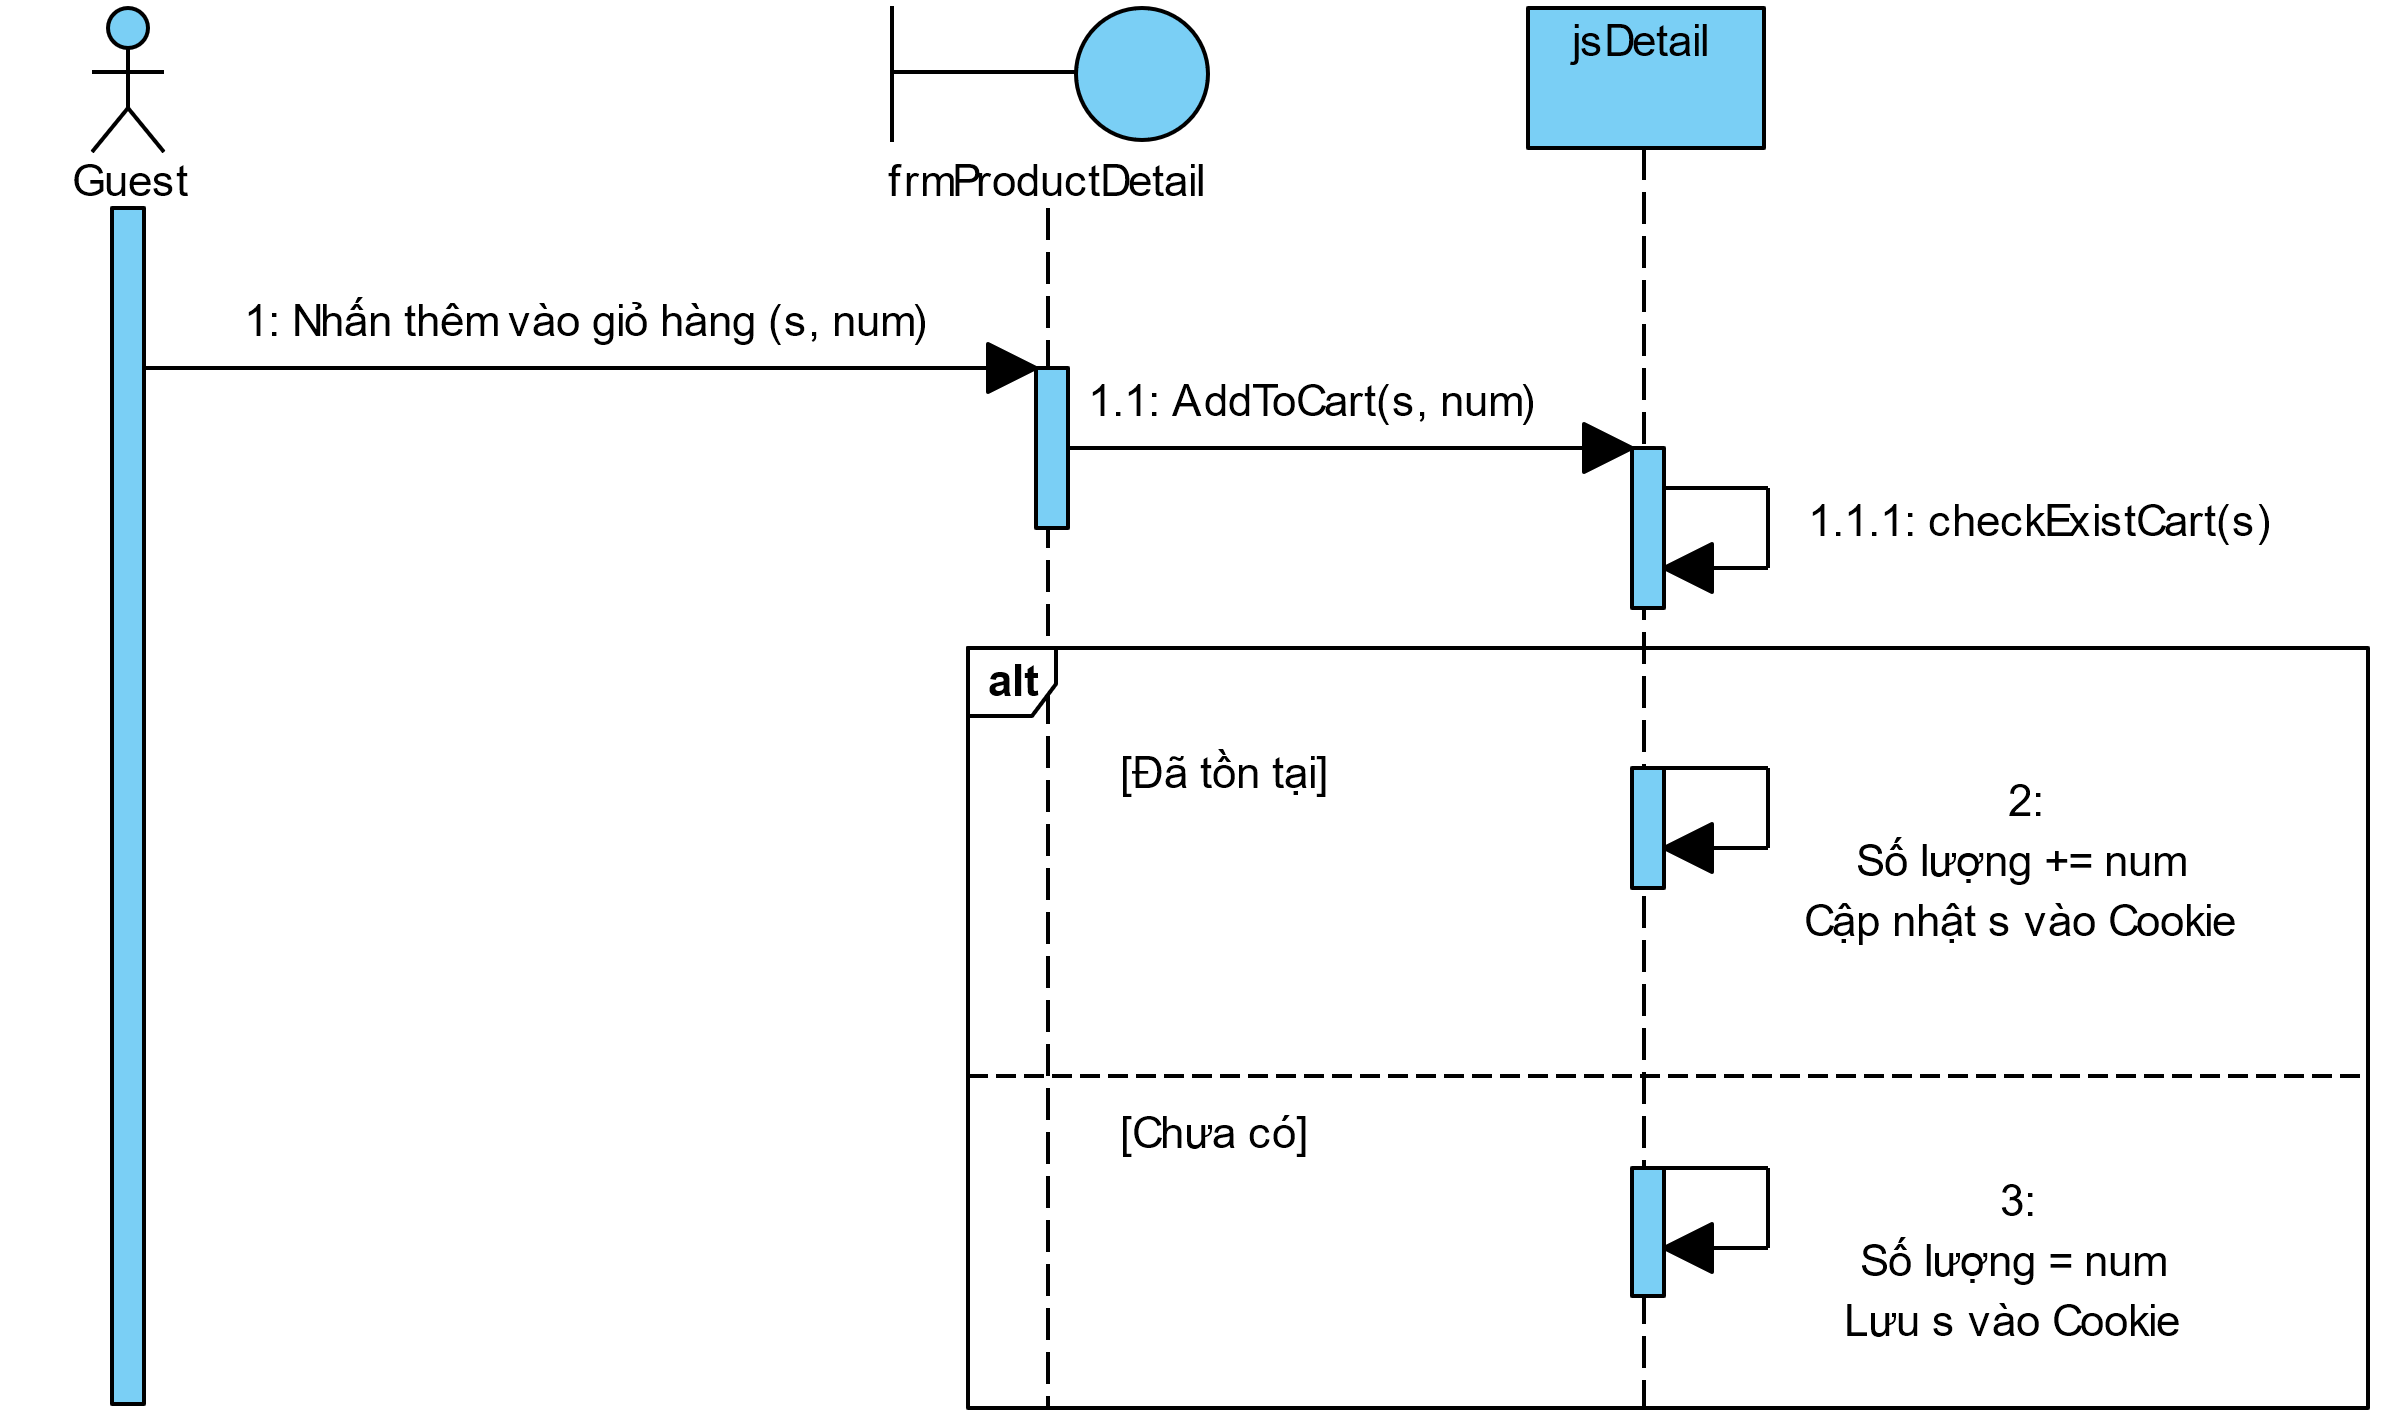 jsDetail
Guest
frmProductDetail
1: Nhấn thêm vào giỏ hàng (s, num)
1.1: AddToCart(s, num)
1.1.1: checkExistCart(s)
alt
[Đã tồn tại]
2:
Số lượng += num
Cập nhật s vào Cookie
[Chưa có]
3:
Số lượng = num
Lưu s vào Cookie